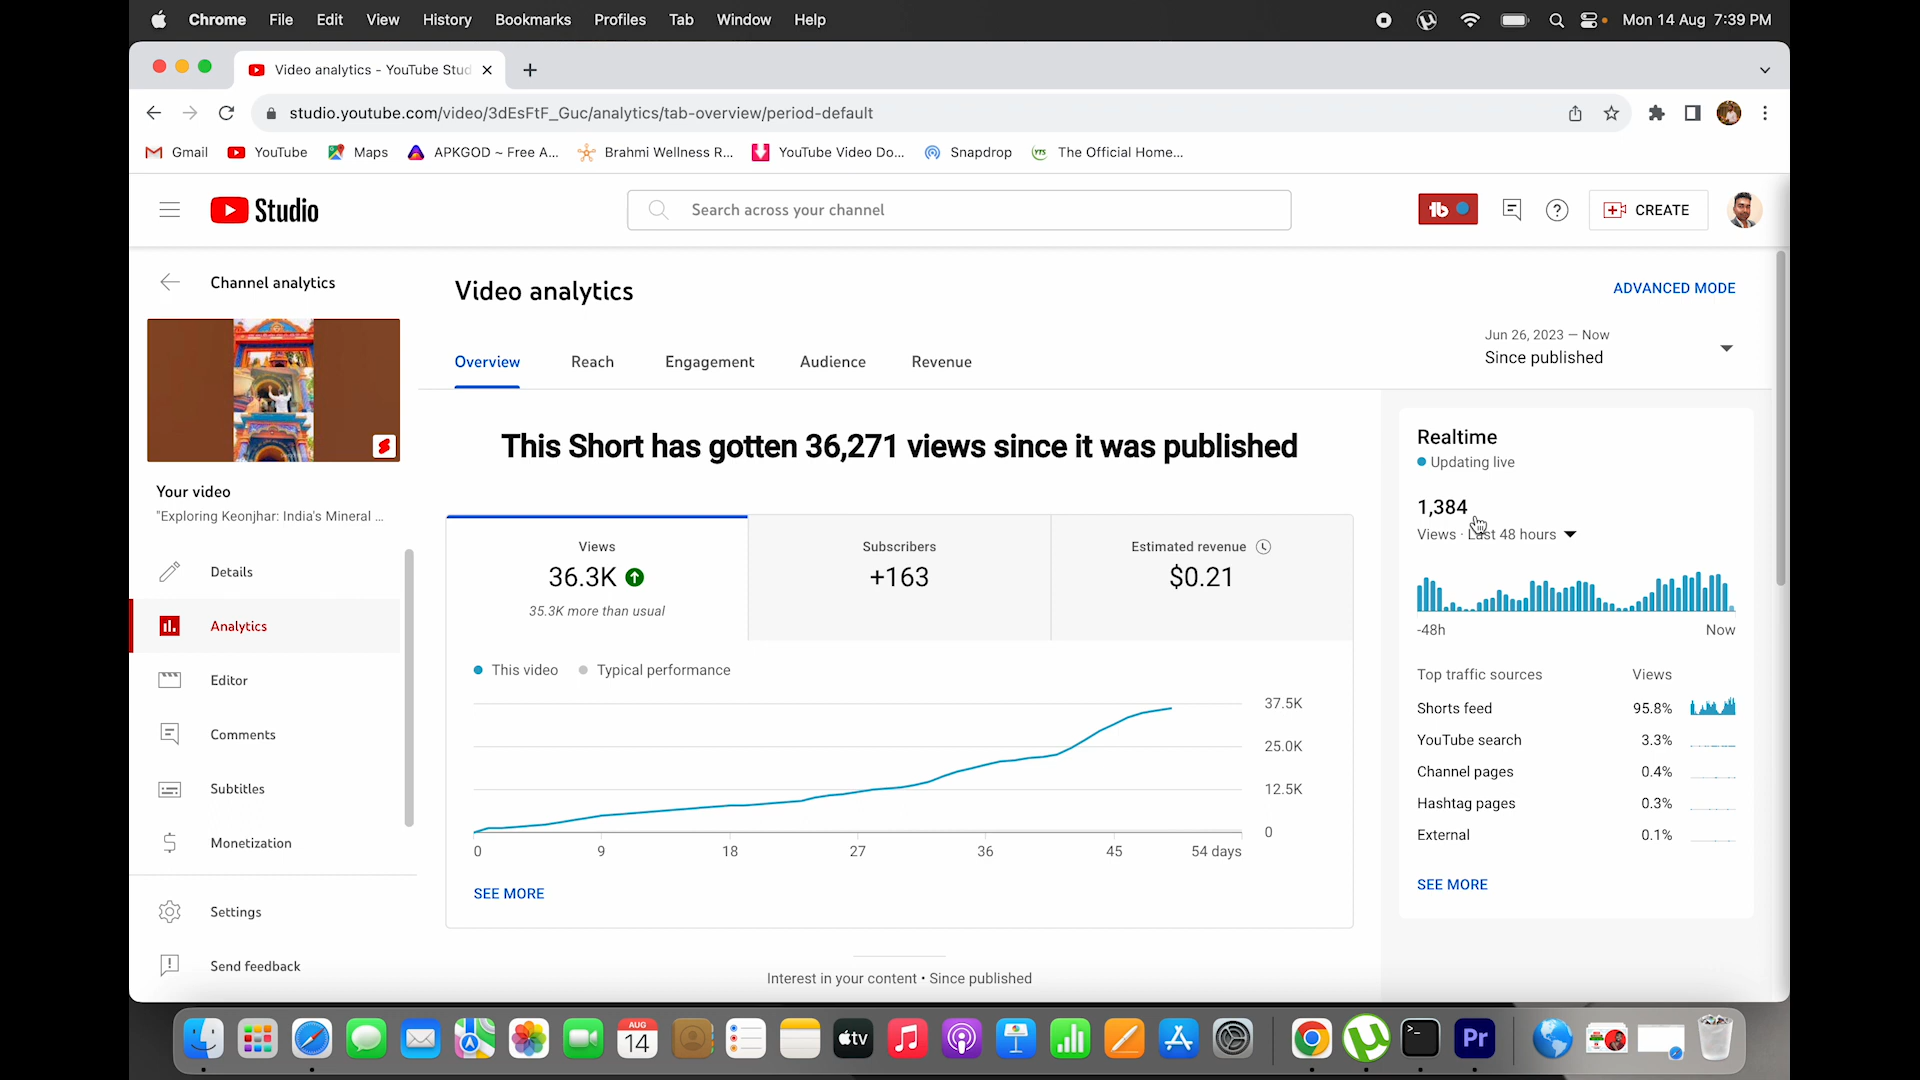 Chrome File Edit View History Bookmarks Profiles Tab Window Help Mon 14 Aug 7:39 PM
Video analytics - YouTube Stud
studio.youtube.com/video/3dEsFtF_Guc/analytics/tab-overview/period-default
Gmail YouTube Maps APKGOD ~ Free A... Brahmi Wellness R... YouTube Video Do... Snapdrop YTS The Official Home...
Studio Search across your channel tb CREATE
Channel analytics
Your video
"Exploring Keonjhar: India's Mineral ...
Details
Analytics
Editor
Comments
Subtitles
Monetization
Settings
Send feedback
Video analytics
ADVANCED MODE
Overview Reach Engagement Audience Revenue
Jun 26, 2023 – Now
Since published
This Short has gotten 36,271 views since it was published
Views
36.3K
35.3K more than usual
Subscribers
+163
Estimated revenue
$0.21
This video Typical performance
37.5K
25.0K
12.5K
0
0 9 18 27 36 45 54 days
SEE MORE
Interest in your content • Since published
Realtime
Updating live
1,384
Views · Last 48 hours
-48h Now
Top traffic sources Views
Shorts feed 95.8%
YouTube search 3.3%
Channel pages 0.4%
Hashtag pages 0.3%
External 0.1%
SEE MORE
AUG
14
tv
Pr